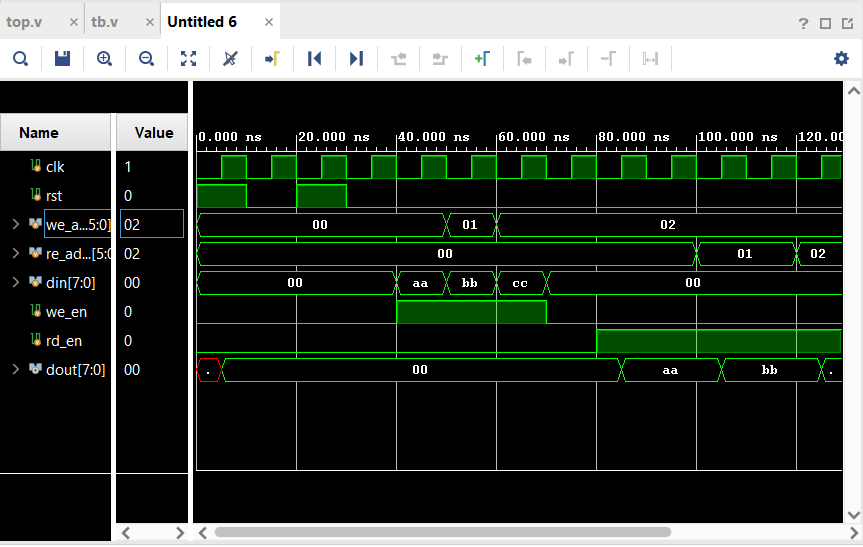 top.v × tb.v × Untitled 6 ×
?
Name Value
0.000 ns 20.000 ns 40.000 ns 60.000 ns 80.000 ns 100.000 ns 120.00
clk 1
rst 0
we_a...5:0] 02 00 01 02
re_ad...[5:0 02 00 01 02
din[7:0] 00 00 aa bb cc 00
we_en 0
rd_en 0
dout[7:0] 00 . 00 aa bb .